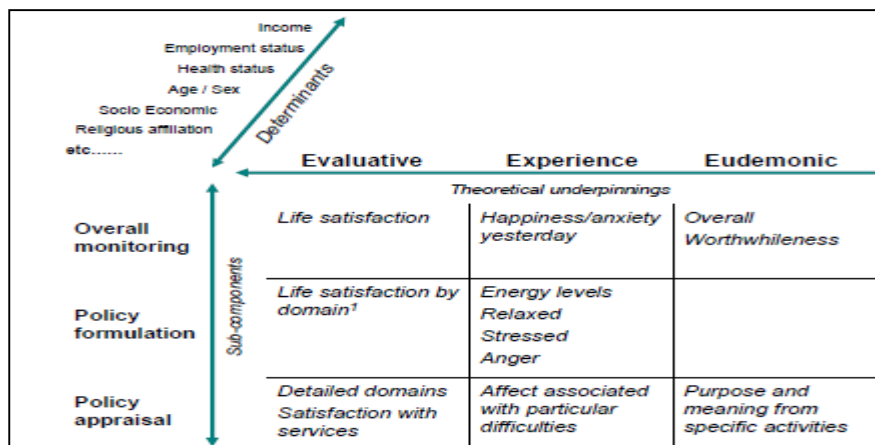 Income
Employment status
Health status
Age / Sex
Socio Economic
Religious affiliation
etc......
Determinants
Evaluative Experience Eudemonic
Theoretical underpinnings
Sub-components
Overall
monitoring
Life satisfaction
Happiness/anxiety
yesterday
Overall
Worthwhileness
Policy
formulation
Life satisfaction by
domain¹
Energy levels
Relaxed
Stressed
Anger
Policy
appraisal
Detailed domains
Satisfaction with
services
Affect associated
with particular
difficulties
Purpose and
meaning from
specific activities